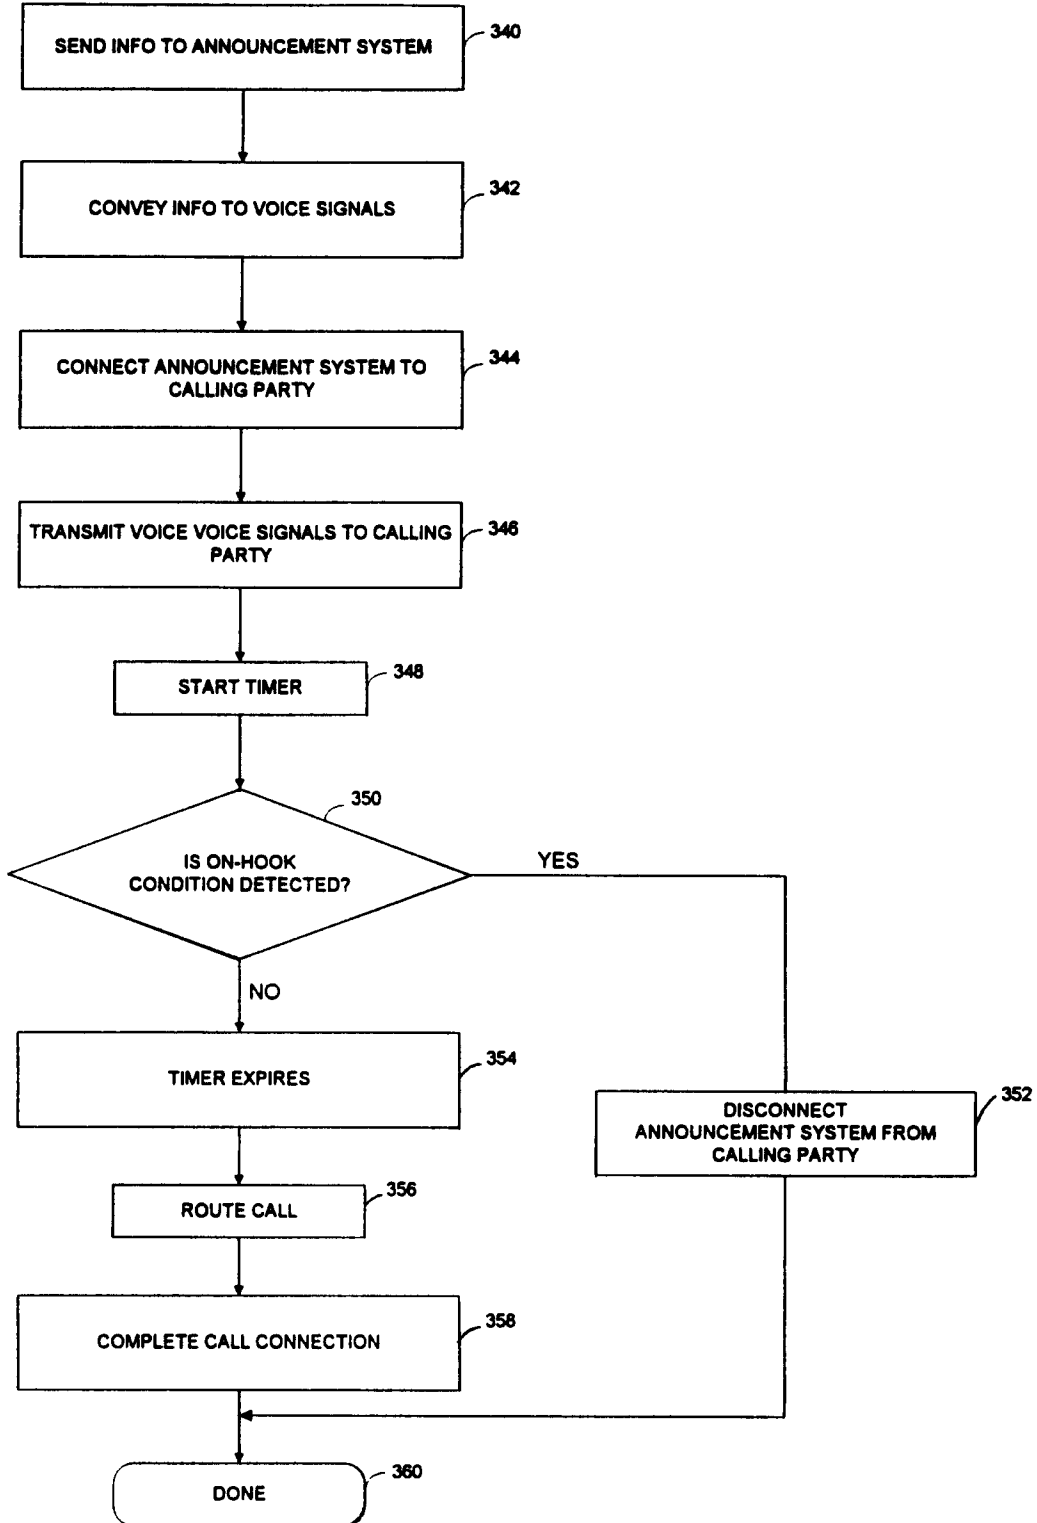 SEND INFO TO ANNOUNCEMENT SYSTEM
340
CONVEY INFO TO VOICE SIGNALS
342
CONNECT ANNOUNCEMENT SYSTEM TO
CALLING PARTY
344
TRANSMIT VOICE VOICE SIGNALS TO CALLING
PARTY
346
START TIMER
348
350
IS ON-HOOK
CONDITION DETECTED?
YES
NO
TIMER EXPIRES
354
DISCONNECT
ANNOUNCEMENT SYSTEM FROM
CALLING PARTY
352
ROUTE CALL
356
COMPLETE CALL CONNECTION
358
DONE
360